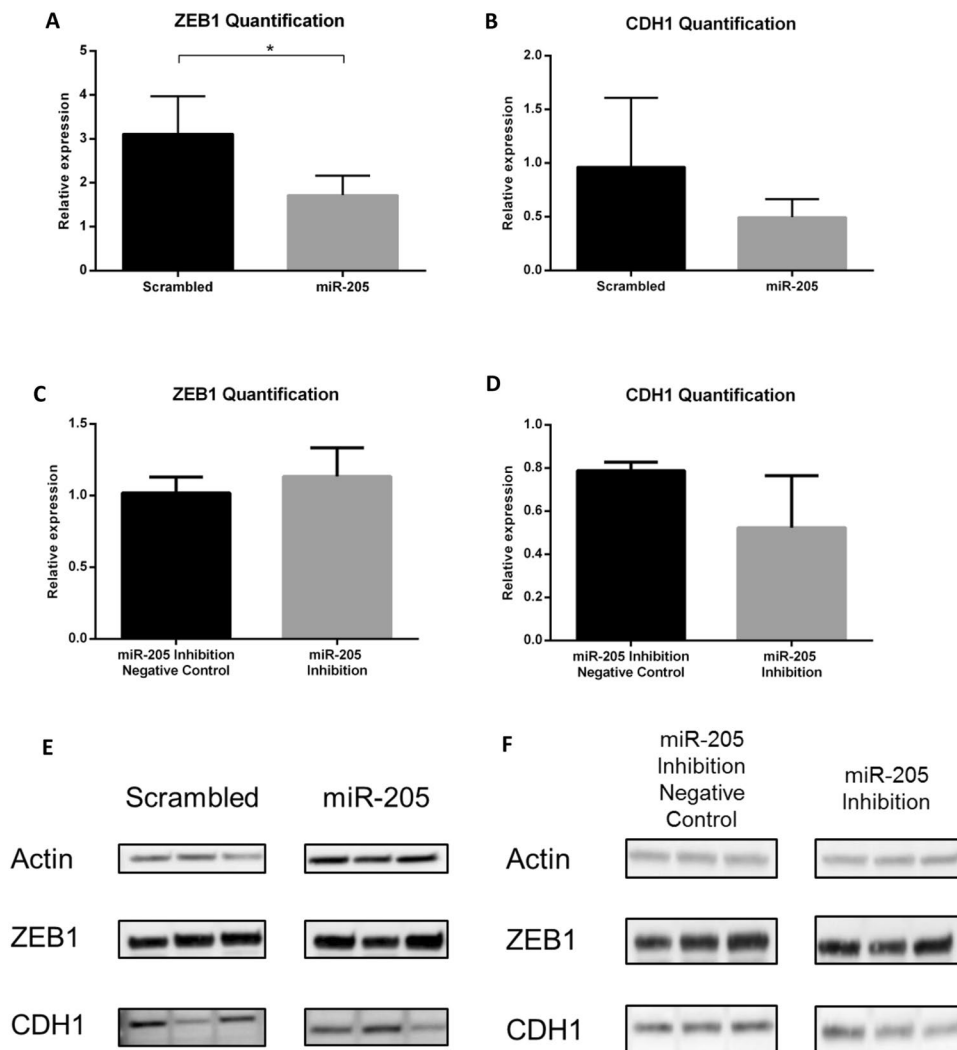 A
ZEB1 Quantification
*
Relative expression
5
4
3
2
1
0
Scrambled
miR-205
B
CDH1 Quantification
Relative expression
2.0
1.5
1.0
0.5
0.0
Scrambled
miR-205
C
ZEB1 Quantification
Relative expression
1.5
1.0
0.5
0.0
miR-205 Inhibition
Negative Control
miR-205
Inhibition
D
CDH1 Quantification
Relative expression
1.0
0.8
0.6
0.4
0.2
0.0
miR-205 Inhibition
Negative Control
miR-205
Inhibition
E
Scrambled
miR-205
Actin
ZEB1
CDH1
F
miR-205
Inhibition
Negative
Control
miR-205
Inhibition
Actin
ZEB1
CDH1